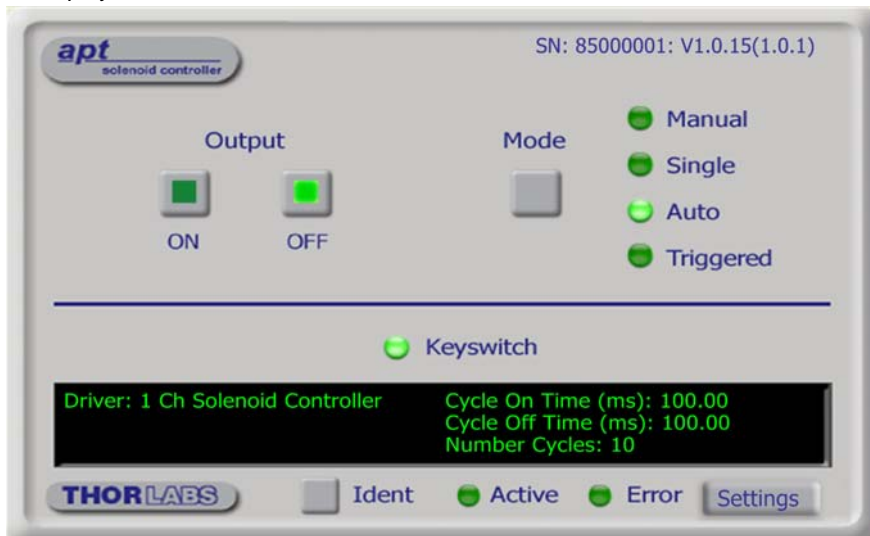 apt
solenoid controller
SN: 85000001: V1.0.15(1.0.1)
Output
ON
OFF
Mode
Manual
Single
Auto
Triggered
Keyswitch
Driver: 1 Ch Solenoid Controller
Cycle On Time (ms): 100.00
Cycle Off Time (ms): 100.00
Number Cycles: 10
THORLABS
Ident
Active
Error
Settings